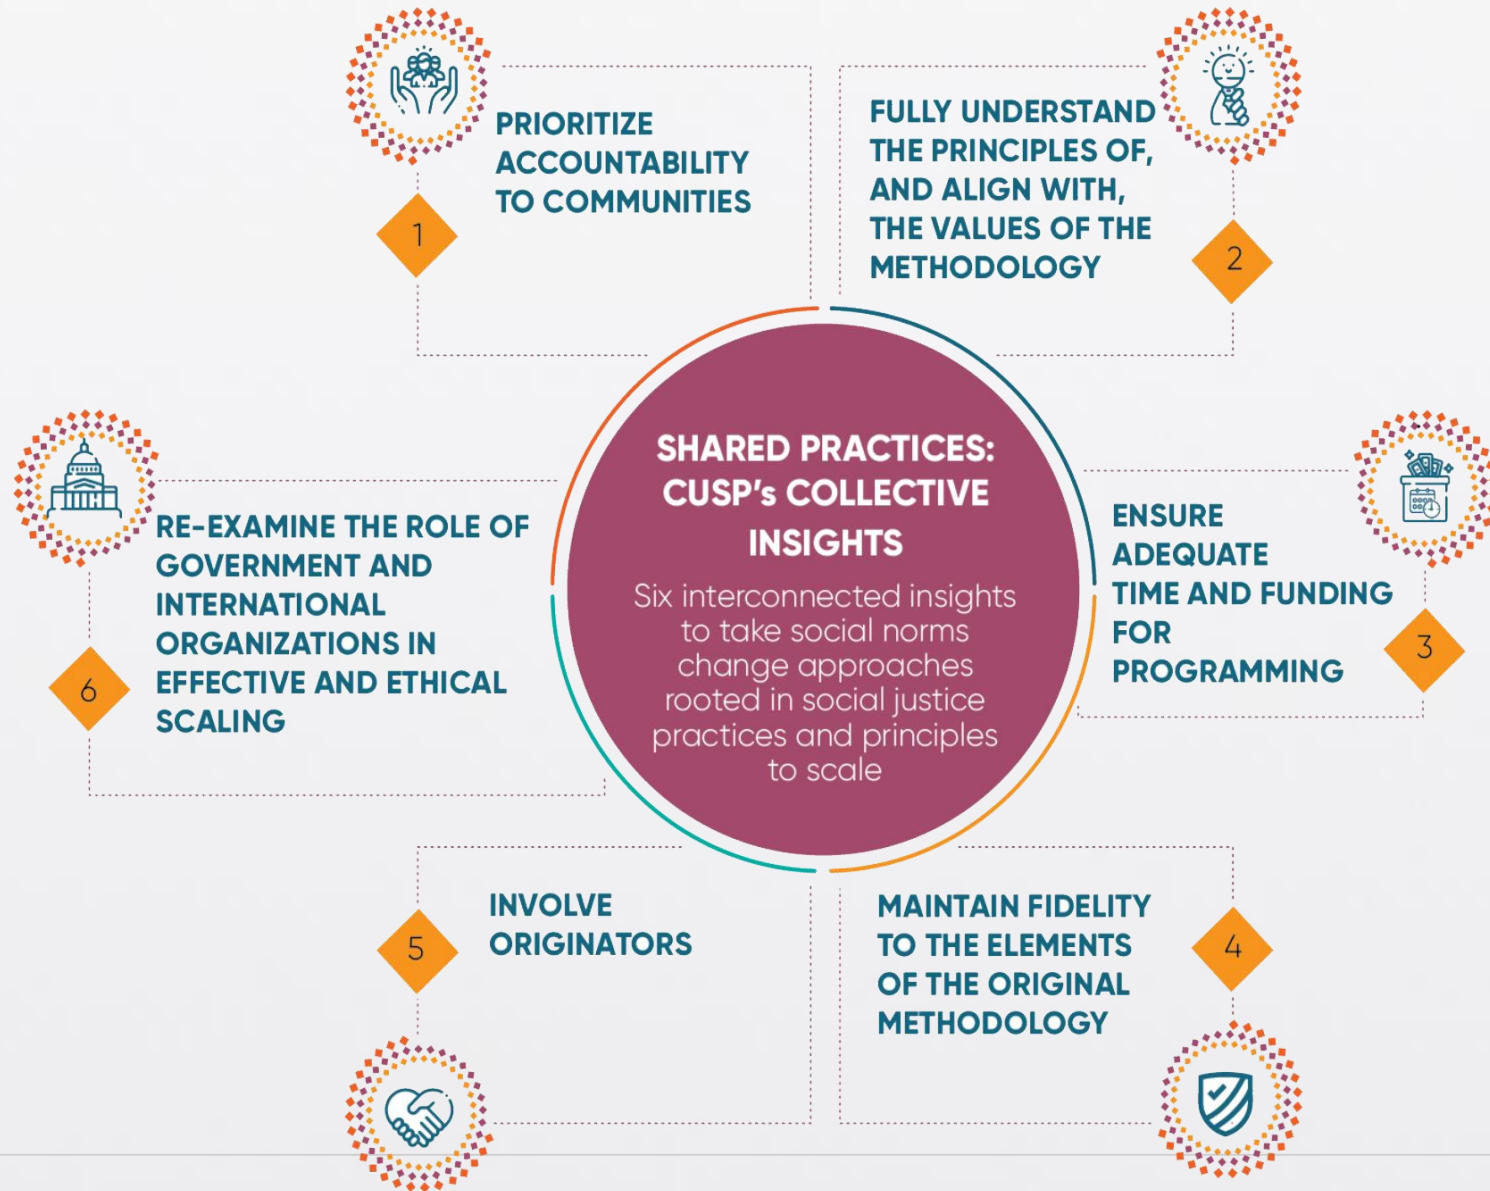 PRIORITIZE
ACCOUNTABILITY
TO COMMUNITIES
1
FULLY UNDERSTAND
THE PRINCIPLES OF,
AND ALIGN WITH,
THE VALUES OF THE
METHODOLOGY
2
SHARED PRACTICES:
CUSP's COLLECTIVE
INSIGHTS
Six interconnected insights
to take social norms
change approaches
rooted in social justice
practices and principles
to scale
ENSURE
ADEQUATE
TIME AND FUNDING
FOR
PROGRAMMING
3
MAINTAIN FIDELITY
TO THE ELEMENTS
OF THE ORIGINAL
METHODOLOGY
4
INVOLVE
ORIGINATORS
5
RE-EXAMINE THE ROLE OF
GOVERNMENT AND
INTERNATIONAL
ORGANIZATIONS IN
EFFECTIVE AND ETHICAL
SCALING
6